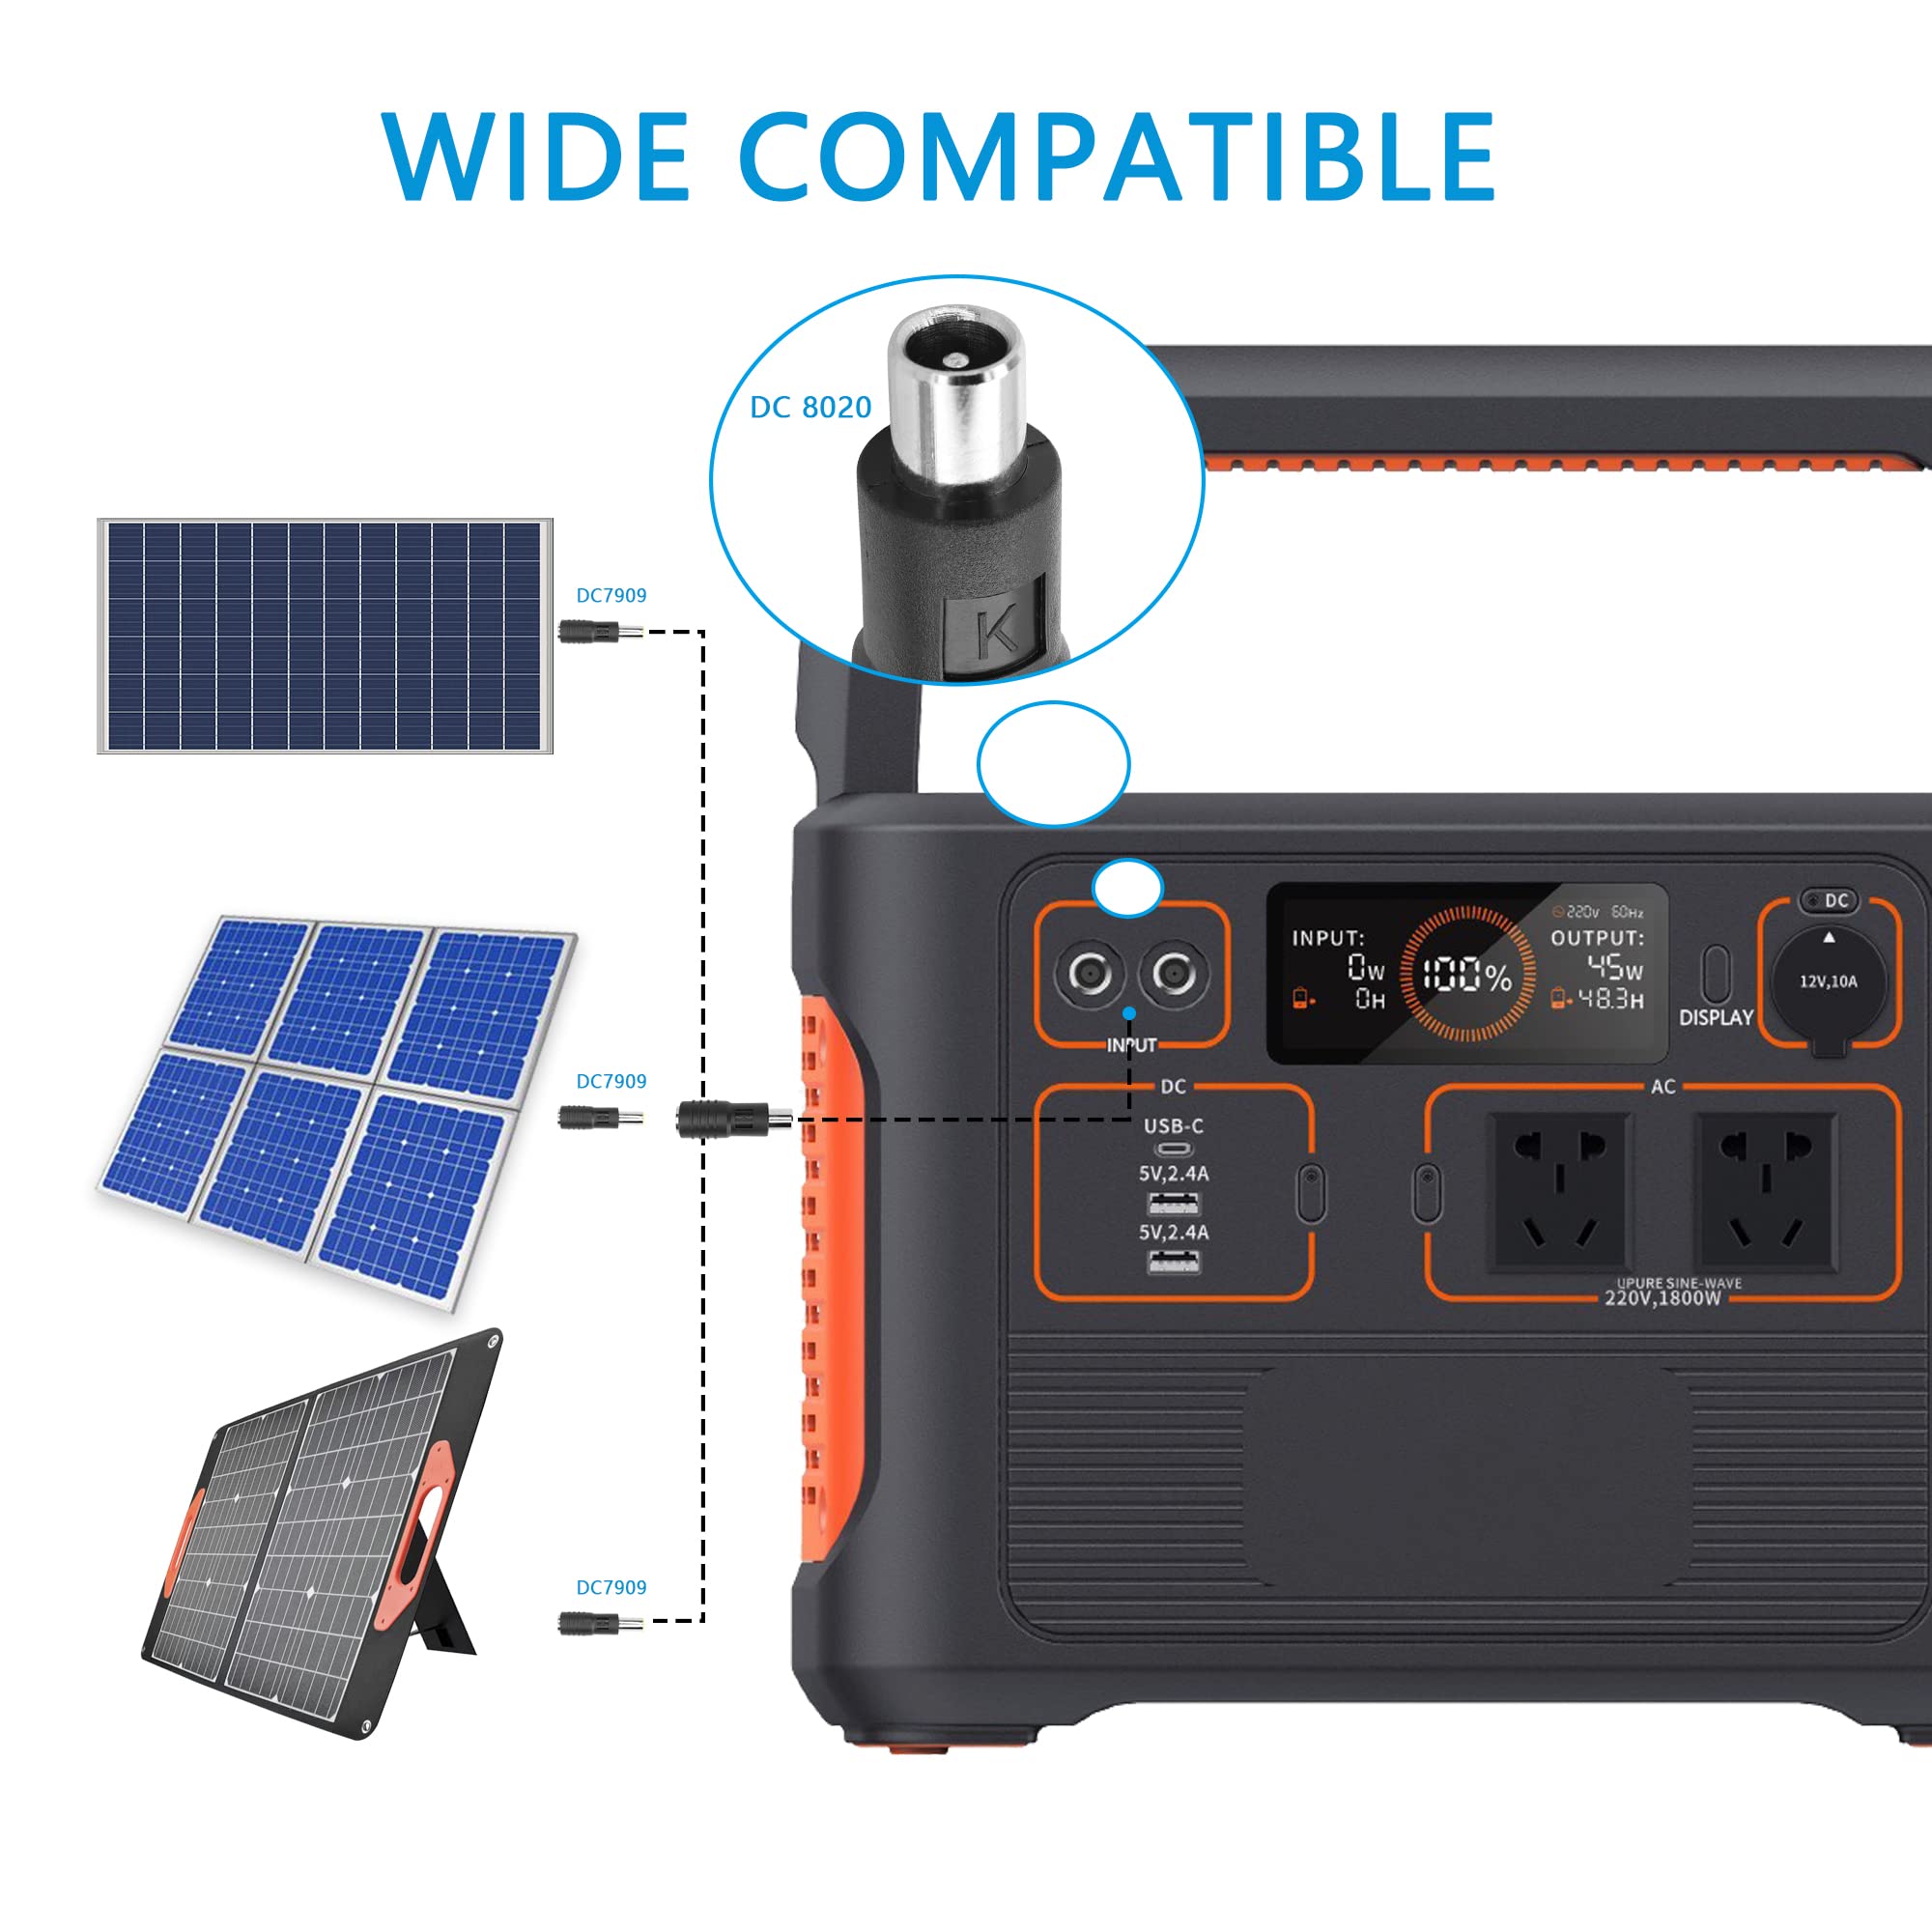 WIDE COMPATIBLE
DC 8020
K
DC7909
DC7909
DC7909
INPUT
INPUT:
0W
0H
100%
220V 60Hz
OUTPUT:
45W
48.3H
DISPLAY
DC
12V,10A
DC
USB-C
5V,2.4A
5V,2.4A
AC
UPURE SINE-WAVE
220V,1800W